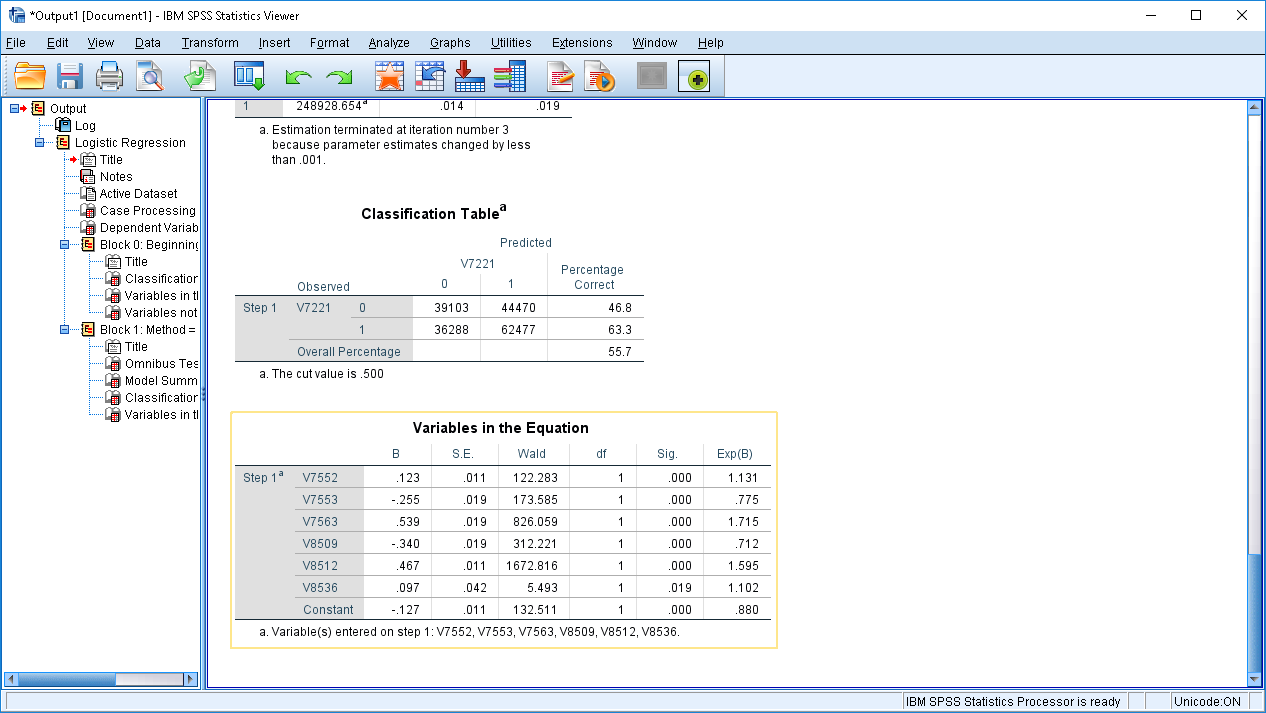 *Output1 [Document1] - IBM SPSS Statistics Viewer
File Edit View Data Transform Insert Format Analyze Graphs Utilities Extensions Window Help
Output
Log
Logistic Regression
Title
Notes
Active Dataset
Case Processing
Dependent Variab
Block 0: Beginning
Title
Classification
Variables in t
Variables not
Block 1: Method =
Title
Omnibus Tes
Model Summ
Classification
Variables in t
1 248928.654a .014 .019
a. Estimation terminated at iteration number 3
because parameter estimates changed by less
than .001.
Classification Tablea
Predicted
V7221 Percentage
Observed 0 1 Correct
Step 1 V7221 0 39103 44470 46.8
1 36288 62477 63.3
Overall Percentage 55.7
a. The cut value is .500
Variables in the Equation
B S.E. Wald df Sig. Exp(B)
Step 1a V7552 .123 .011 122.283 1 .000 1.131
V7553 -.255 .019 173.585 1 .000 .775
V7563 .539 .019 826.059 1 .000 1.715
V8509 -.340 .019 312.221 1 .000 .712
V8512 .467 .011 1672.816 1 .000 1.595
V8536 .097 .042 5.493 1 .019 1.102
Constant -.127 .011 132.511 1 .000 .880
a. Variable(s) entered on step 1: V7552, V7553, V7563, V8509, V8512, V8536.
IBM SPSS Statistics Processor is ready Unicode:ON